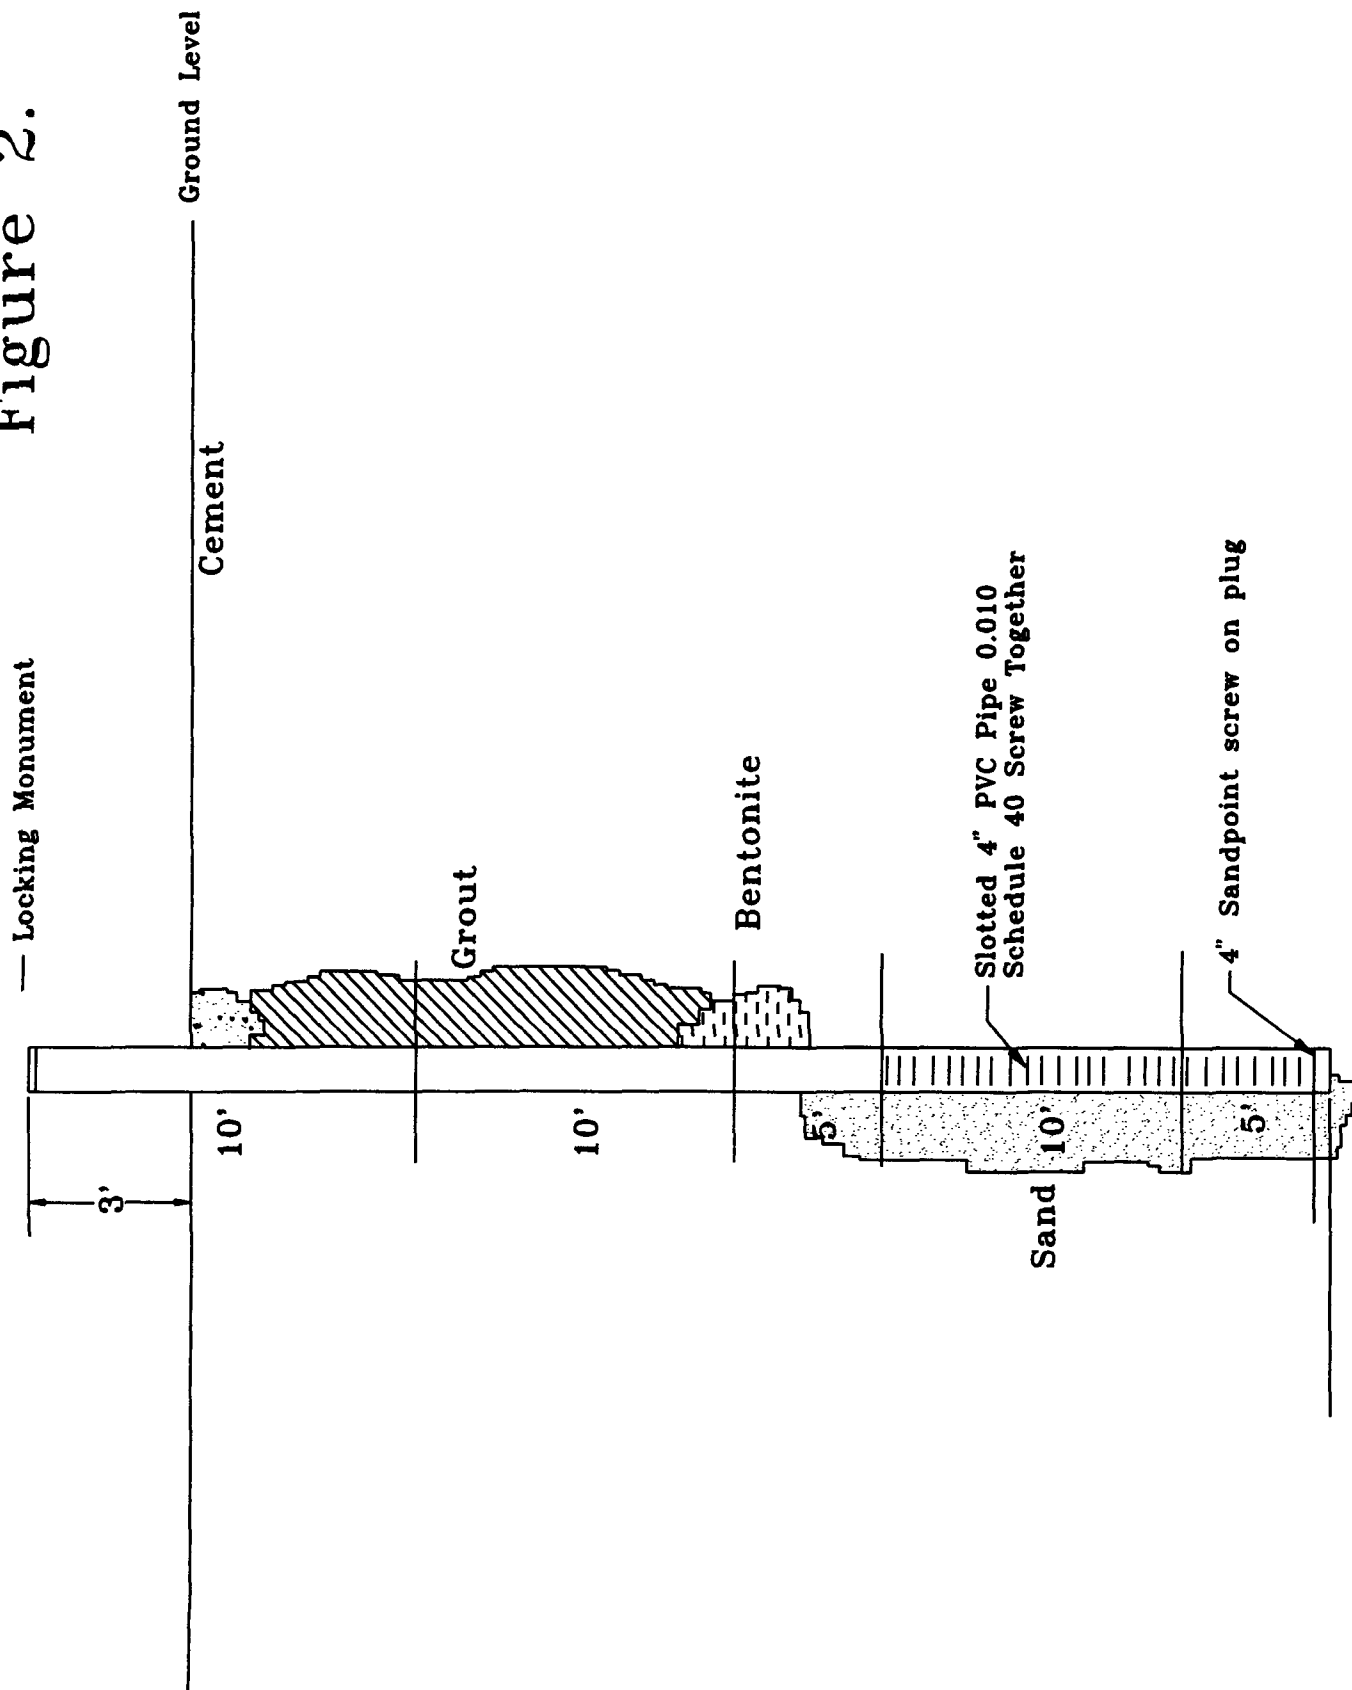 Figure 2.
Locking Monument
Ground Level
Cement
3'
10'
Grout
10'
Bentonite
5'
Slotted 4" PVC Pipe 0.010
Schedule 40 Screw Together
10'
Sand
5'
4" Sandpoint screw on plug